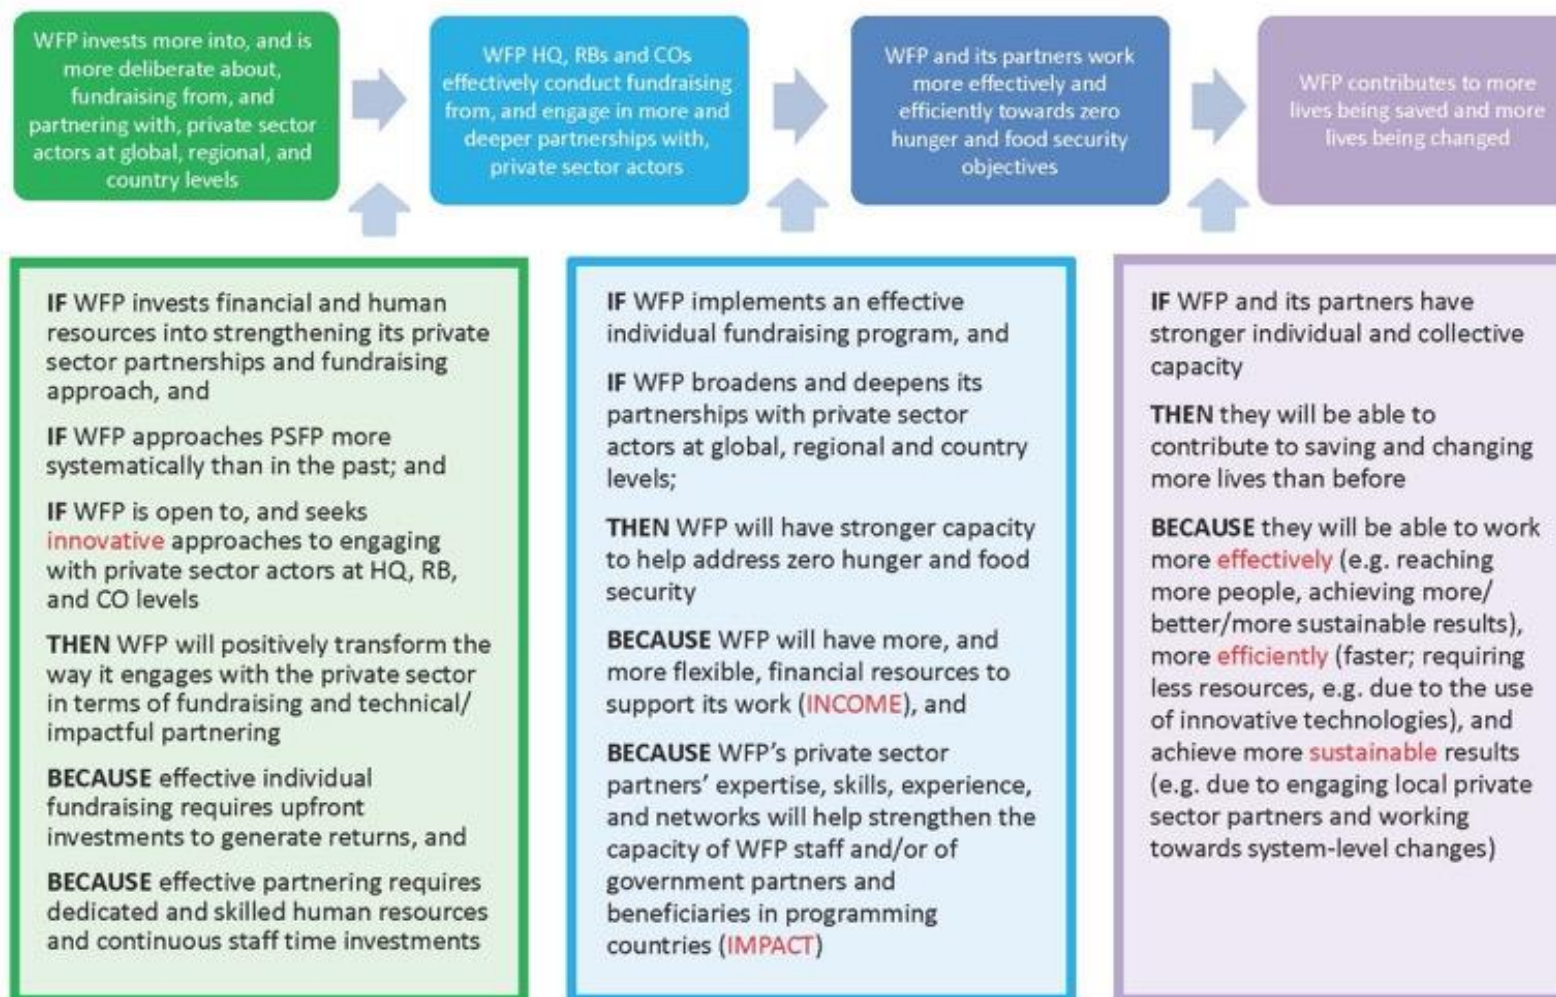 WFP invests more into, and is
more deliberate about,
fundraising from, and
partnering with, private sector
actors at global, regional, and
country levels
WFP HQ, RBs and COs
effectively conduct fundraising
from, and engage in more and
deeper partnerships with,
private sector actors
WFP and its partners work
more effectively and
efficiently towards zero
hunger and food security
objectives
WFP contributes to more
lives being saved and more
lives being changed
IF WFP invests financial and human
resources into strengthening its private
sector partnerships and fundraising
approach, and
IF WFP approaches PSFP more
systematically than in the past; and
IF WFP is open to, and seeks
innovative approaches to engaging
with private sector actors at HQ, RB,
and CO levels
THEN WFP will positively transform the
way it engages with the private sector
in terms of fundraising and technical/
impactful partnering
BECAUSE effective individual
fundraising requires upfront
investments to generate returns, and
BECAUSE effective partnering requires
dedicated and skilled human resources
and continuous staff time investments
IF WFP implements an effective
individual fundraising program, and
IF WFP broadens and deepens its
partnerships with private sector
actors at global, regional and country
levels;
THEN WFP will have stronger capacity
to help address zero hunger and food
security
BECAUSE WFP will have more, and
more flexible, financial resources to
support its work (INCOME), and
BECAUSE WFP's private sector
partners' expertise, skills, experience,
and networks will help strengthen the
capacity of WFP staff and/or of
government partners and
beneficiaries in programming
countries (IMPACT)
IF WFP and its partners have
stronger individual and collective
capacity
THEN they will be able to
contribute to saving and changing
more lives than before
BECAUSE they will be able to work
more effectively (e.g. reaching
more people, achieving more/
better/more sustainable results),
more efficiently (faster; requiring
less resources, e.g. due to the use
of innovative technologies), and
achieve more sustainable results
(e.g. due to engaging local private
sector partners and working
towards system-level changes)